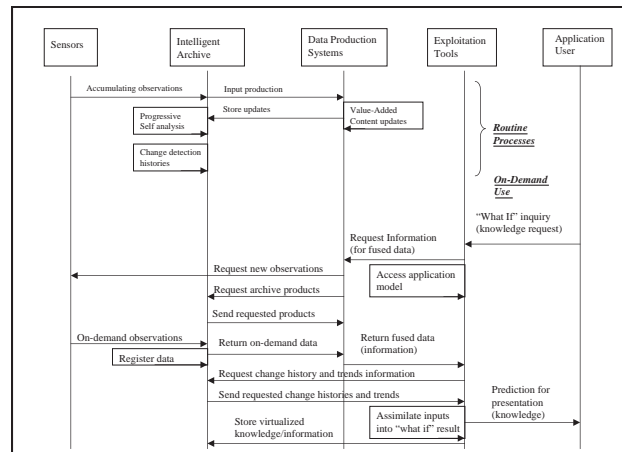 Sensors
Intelligent
Archive
Data Production
Systems
Exploitation
Tools
Application
User
Accumulating observations
Input production
Store updates
Progressive
Self analysis
Value-Added
Content updates
Routine
Processes
Change detection
histories
On-Demand
Use
"What If" inquiry
(knowledge request)
Request Information
(for fused data)
Request new observations
Access application
model
Request archive products
Send requested products
On-demand observations
Return on-demand data
Return fused data
(information)
Register data
Request change history and trends information
Send requested change histories and trends
Prediction for
presentation
(knowledge)
Assimilate inputs
into "what if" result
Store virtualized
knowledge/information